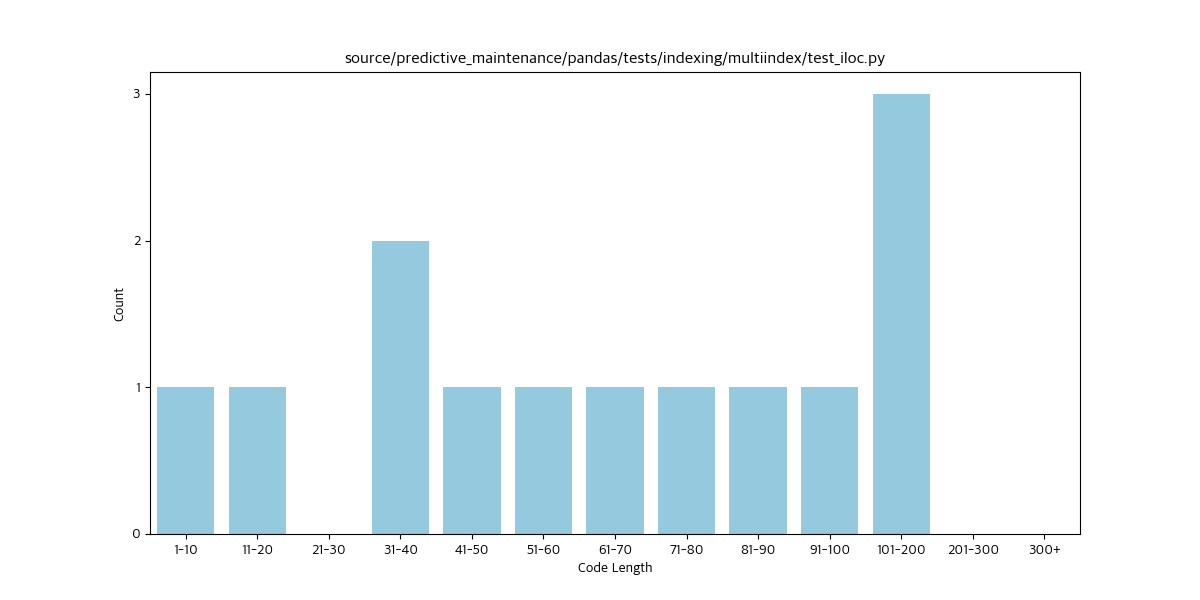 source/predictive_maintenance/pandas/tests/indexing/multiindex/test_iloc.py
3
2
1
0
Count
1-10 11-20 21-30 31-40 41-50 51-60 61-70 71-80 81-90 91-100 101-200 201-300 300+
Code Length